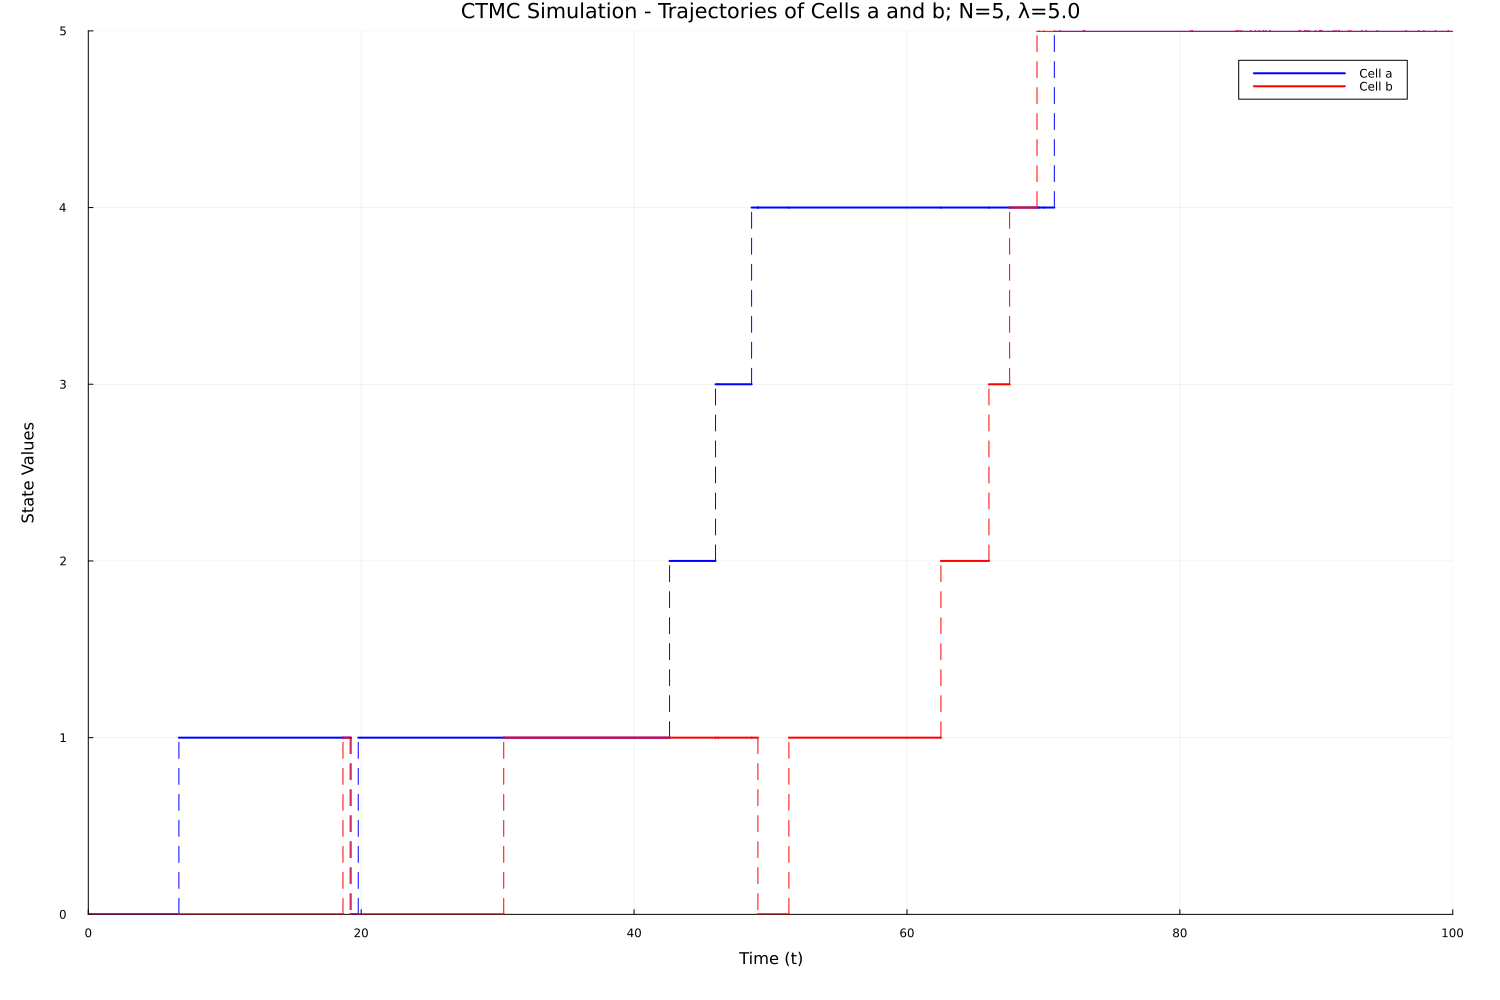 CTMC Simulation - Trajectories of Cells a and b; N=5, λ=5.0
5
Cell a
Cell b
4
3
State Values
2
1
0
0 20 40 60 80 100
Time (t)